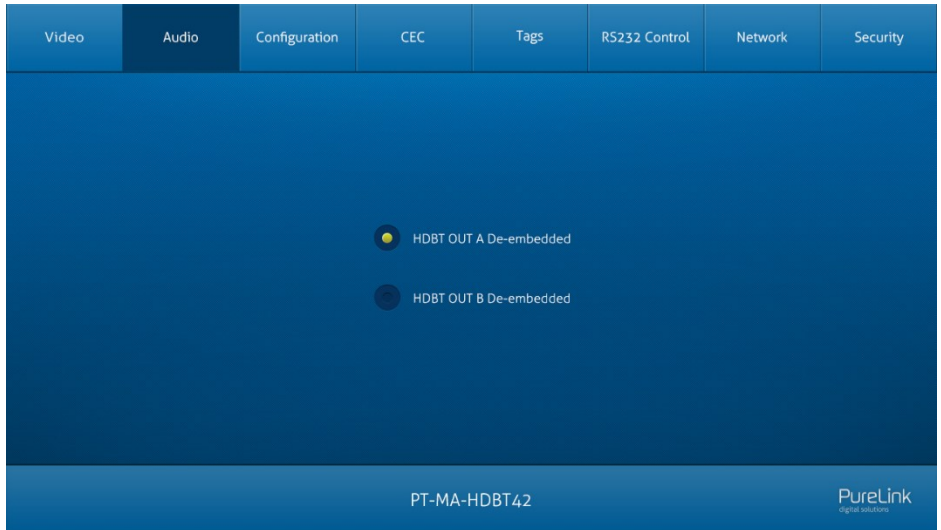 Video Audio Configuration CEC Tags RS232 Control Network Security
HDBT OUT A De-embedded
HDBT OUT B De-embedded
PT-MA-HDBT42
PureLink
digital solutions